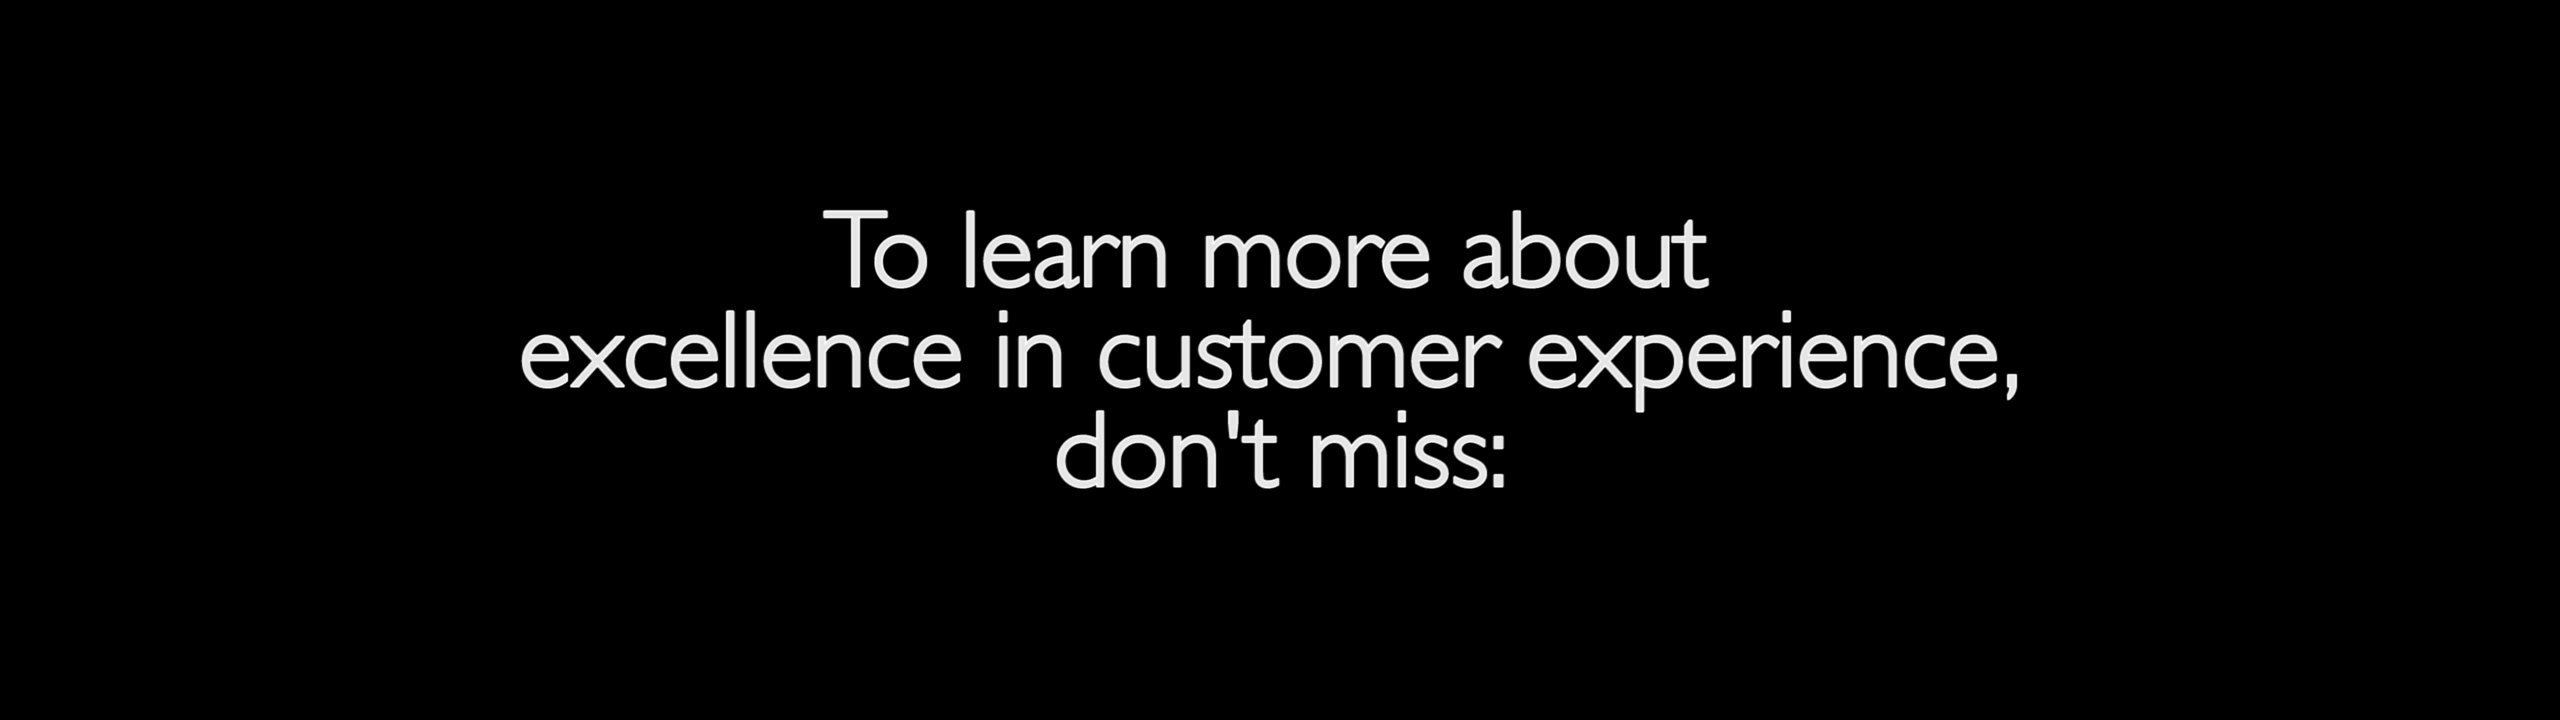 To learn more about
excellence in customer experience,
don't miss: